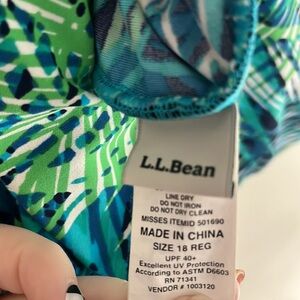 L.L.Bean
LINE DRY
DO NOT IRON
DO NOT DRY CLEAN
MISSES ITEMID 501690
MADE IN CHINA
SIZE 18 REG
UPF 40+
Excellent UV Protection
According to ASTM D6603
RN 71341
VENDOR # 1003120